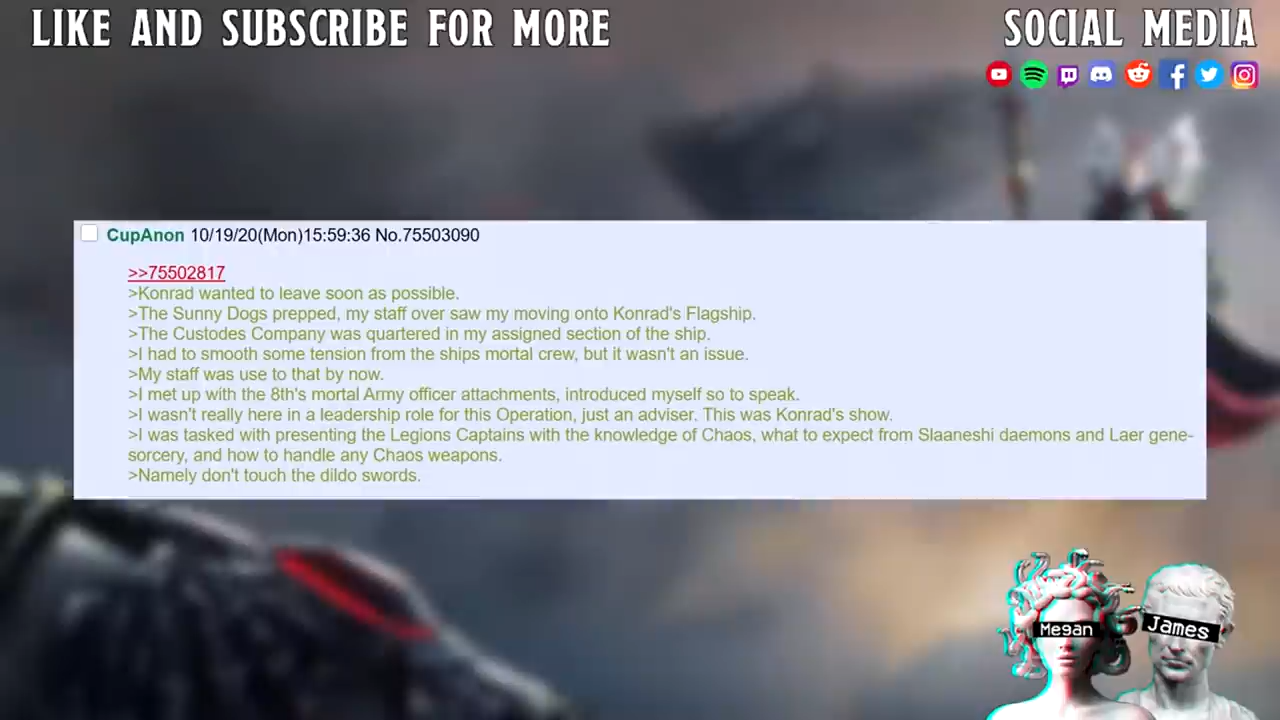 LIKE AND SUBSCRIBE FOR MORE
SOCIAL MEDIA
CupAnon 10/19/20(Mon)15:59:36 No.75503090
>>75502817
>Konrad wanted to leave soon as possible.
>The Sunny Dogs prepped, my staff over saw my moving onto Konrad's Flagship.
>The Custodes Company was quartered in my assigned section of the ship.
>I had to smooth some tension from the ships mortal crew, but it wasn't an issue.
>My staff was use to that by now.
>I met up with the 8th's mortal Army officer attachments, introduced myself so to speak.
>I wasn't really here in a leadership role for this Operation, just an adviser. This was Konrad's show.
>I was tasked with presenting the Legions Captains with the knowledge of Chaos, what to expect from Slaaneshi daemons and Laer gene-
sorcery, and how to handle any Chaos weapons.
>Namely don't touch the dildo swords.
Megan
James